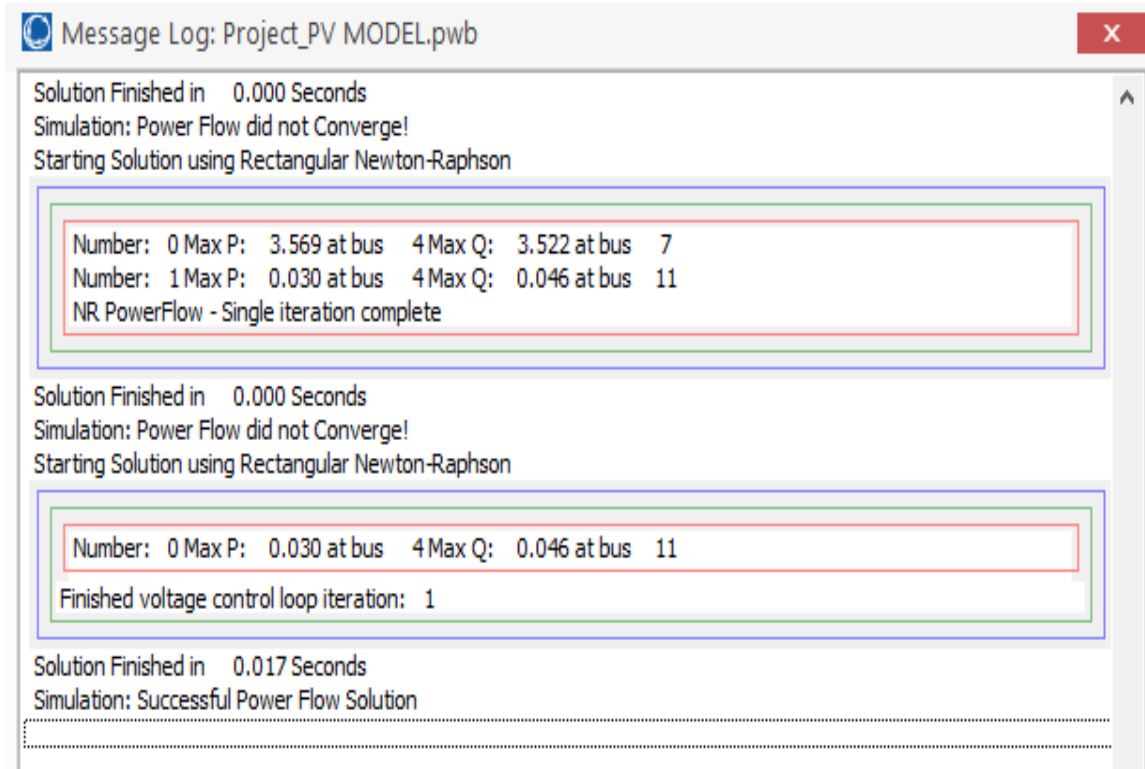 Message Log: Project_PV MODEL.pwb
x
Solution Finished in 0.000 Seconds
Simulation: Power Flow did not Converge!
Starting Solution using Rectangular Newton-Raphson
Number: 0 Max P: 3.569 at bus 4 Max Q: 3.522 at bus 7
Number: 1 Max P: 0.030 at bus 4 Max Q: 0.046 at bus 11
NR PowerFlow - Single iteration complete
Solution Finished in 0.000 Seconds
Simulation: Power Flow did not Converge!
Starting Solution using Rectangular Newton-Raphson
Number: 0 Max P: 0.030 at bus 4 Max Q: 0.046 at bus 11
Finished voltage control loop iteration: 1
Solution Finished in 0.017 Seconds
Simulation: Successful Power Flow Solution